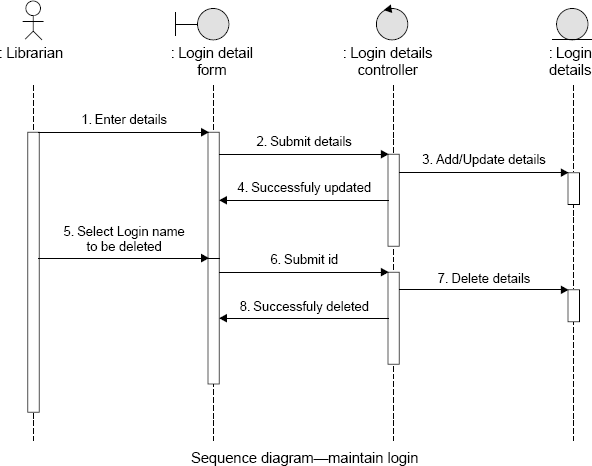 : Librarian
: Login detail
form
: Login details
controller
: Login
details
1. Enter details
2. Submit details
3. Add/Update details
4. Successfuly updated
5. Select Login name
to be deleted
6. Submit id
7. Delete details
8. Successfuly deleted
Sequence diagram—maintain login